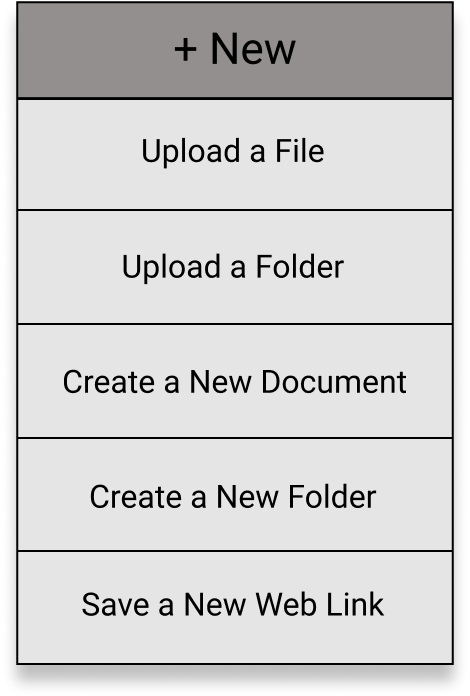 + New
Upload a File
Upload a Folder
Create a New Document
Create a New Folder
Save a New Web Link